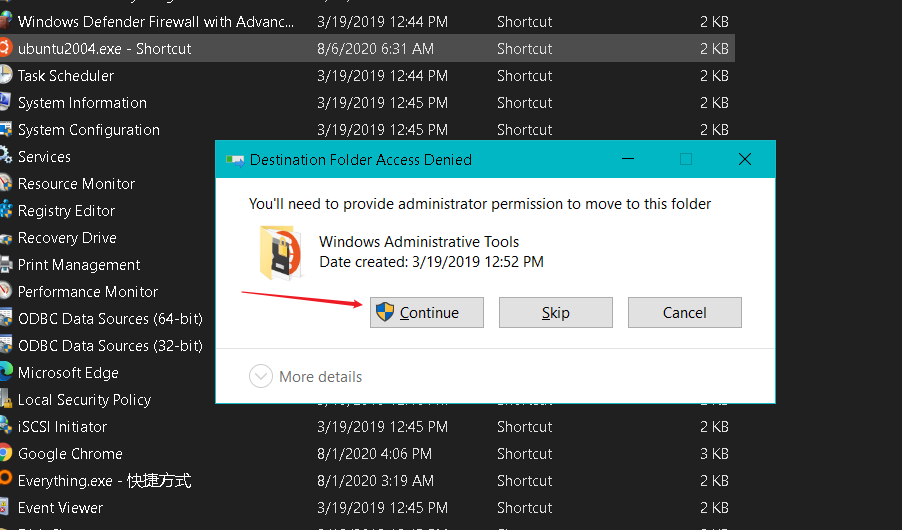 Windows Defender Firewall with Advanc... 3/19/2019 12:44 PM Shortcut 2 KB
ubuntu2004.exe - Shortcut 8/6/2020 6:31 AM Shortcut 2 KB
Task Scheduler 3/19/2019 12:44 PM Shortcut 2 KB
System Information 3/19/2019 12:45 PM Shortcut 2 KB
System Configuration 3/19/2019 12:45 PM Shortcut 2 KB
Services
Resource Monitor
Registry Editor
Recovery Drive
Print Management
Performance Monitor
ODBC Data Sources (64-bit)
ODBC Data Sources (32-bit)
Microsoft Edge
Local Security Policy
iSCSI Initiator 3/19/2019 12:45 PM Shortcut 2 KB
Google Chrome 8/1/2020 4:06 PM Shortcut 3 KB
Everything.exe - 快捷方式 8/1/2020 3:19 AM Shortcut 2 KB
Event Viewer 3/19/2019 12:45 PM Shortcut 2 KB
Destination Folder Access Denied
You'll need to provide administrator permission to move to this folder
Windows Administrative Tools
Date created: 3/19/2019 12:52 PM
Continue Skip Cancel
More details